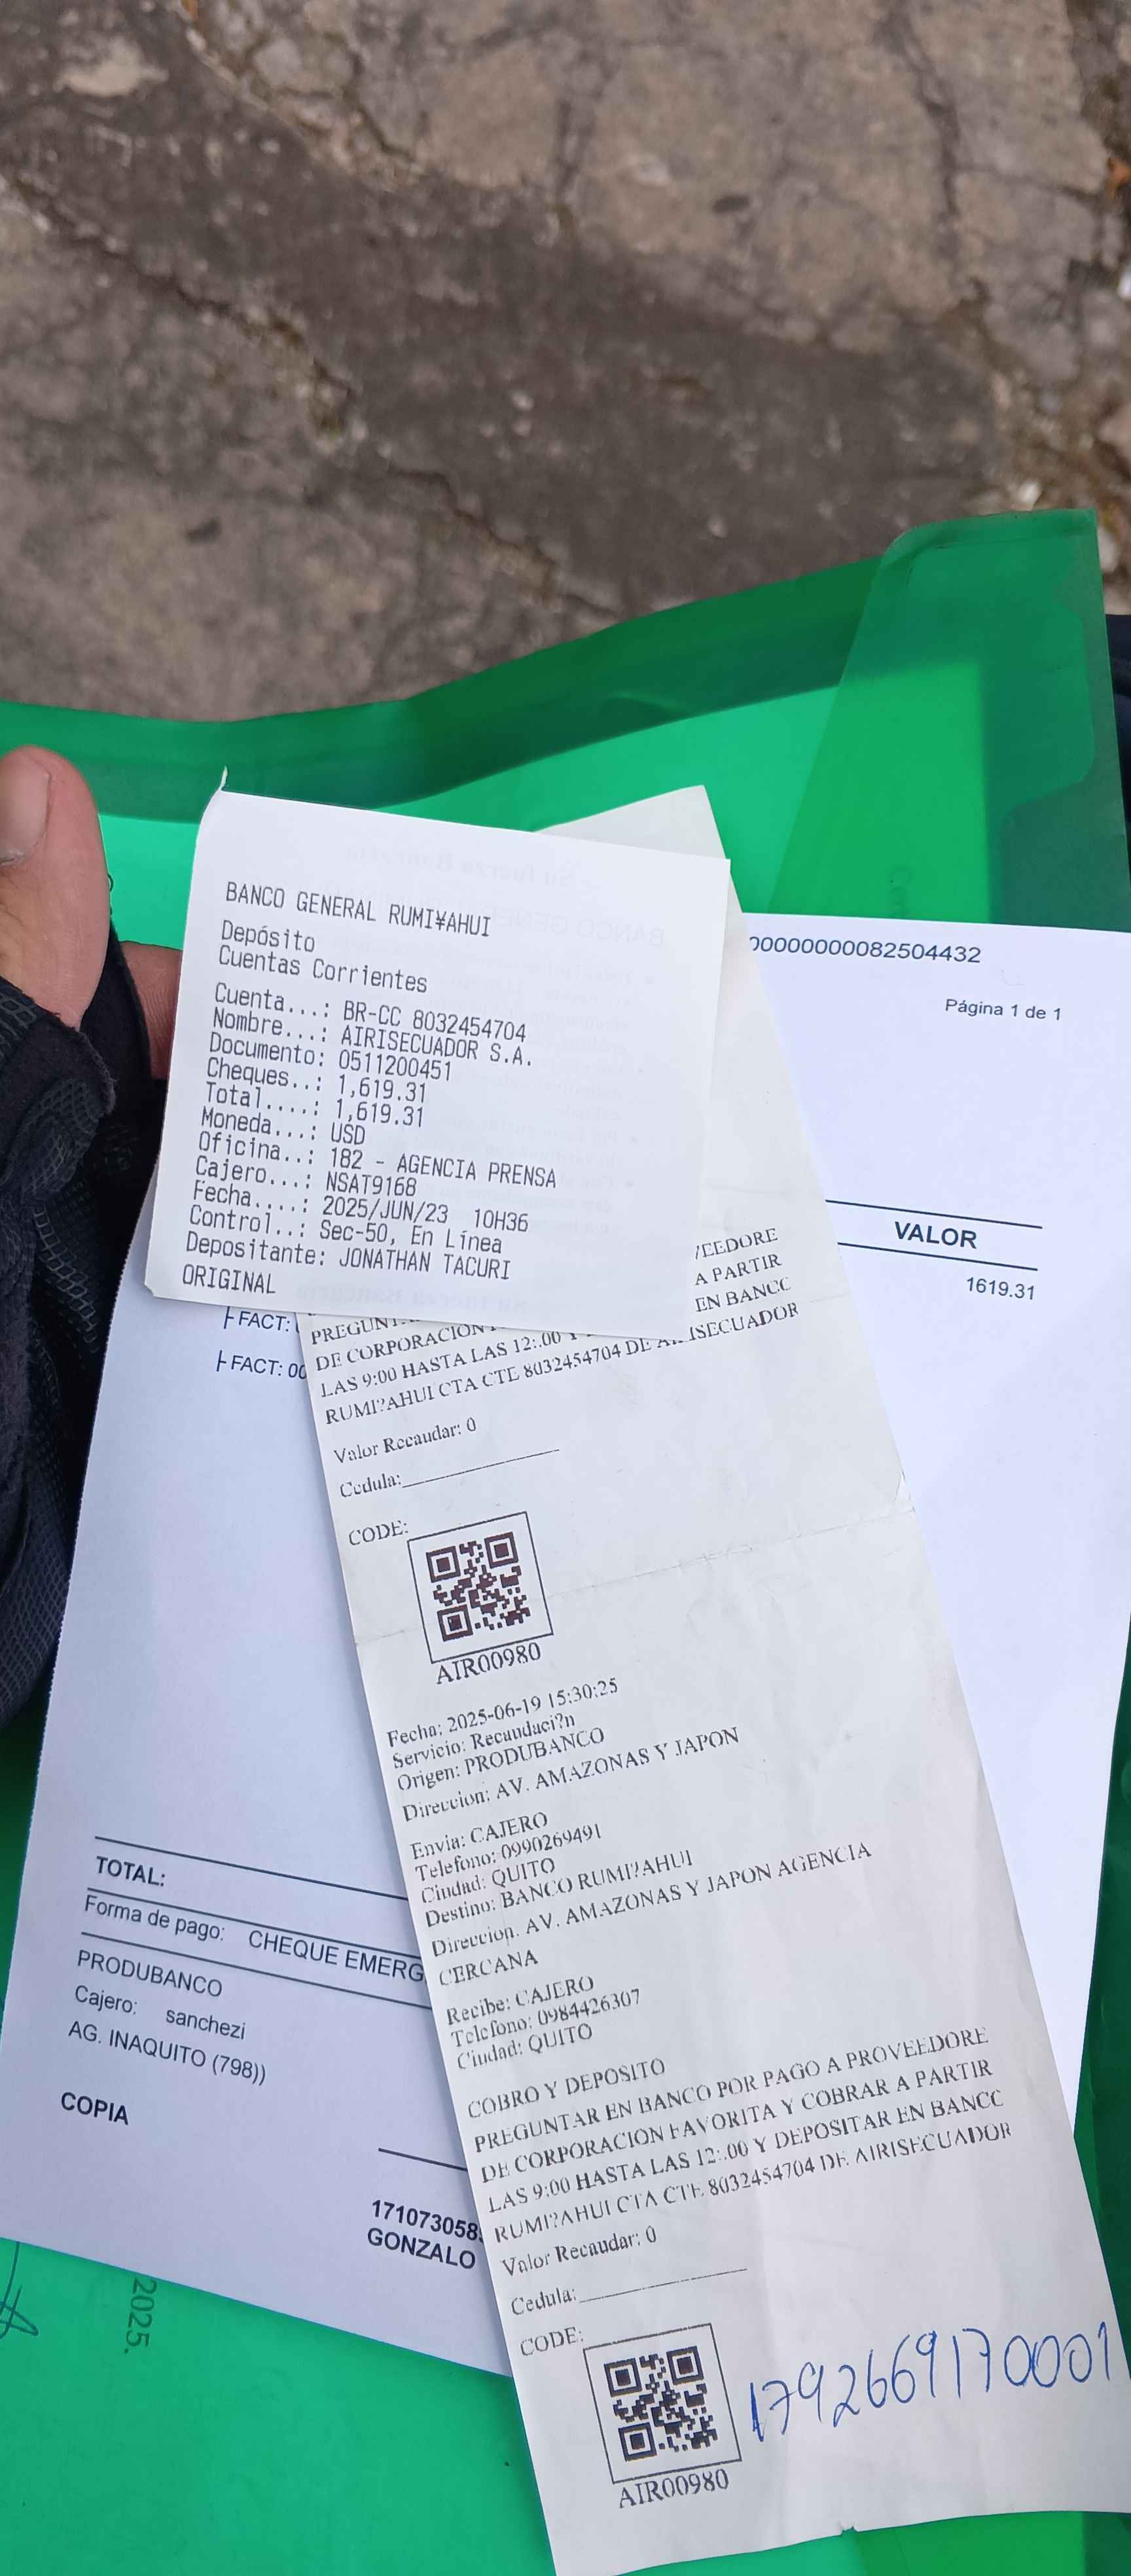 BANCO GENERAL RUMI¥AHUI
Depósito
Cuentas Corrientes
Cuenta...: BR-CC 8032454704
Nombre...: AIRISECUADOR S.A.
Documento: 0511200451
Cheques..: 1,619.31
Total....: 1,619.31
Moneda...: USD
Oficina..: 182 - AGENCIA PRENSA
Cajero...: NSAT9168
Fecha....: 2025/JUN/23 10H36
Control..: Sec-50, En Línea
Depositante: JONATHAN TACURI
ORIGINAL
00000000082504432
Página 1 de 1
VALOR
1619.31
FACT:
FACT: 00
VEEDORE
A PARTIR
EN BANCC
DE CORPORACION
LAS 9:00 HASTA LAS 12:.00 Y
RUMI?AHUI CTA CTE 8032454704 DE AIRISECUADOR
Valor Recaudar: 0
Cedula:
CODE:
AIR00980
Fecha: 2025-06-19 15:30:25
Servicio: Recaudaci?n
Origen: PRODUBANCO
Direccion: AV. AMAZONAS Y JAPON
Envia: CAJERO
Telefono: 0990269491
Ciudad: QUITO
Destino: BANCO RUMI?AHUI
Direccion. AV. AMAZONAS Y JAPON AGENCIA
CERCANA
Recibe: CAJERO
Telefono: 0984426307
Ciudad: QUITO
COBRO Y DEPOSITO
PREGUNTAR EN BANCO POR PAGO A PROVEEDORE
DE CORPORACION FAVORITA Y COBRAR A PARTIR
LAS 9:00 HASTA LAS 12:.00 Y DEPOSITAR EN BANCC
RUMI?AHUI CTA CTE 8032454704 DE AIRISECUADOR
Valor Recaudar: 0
Cedula:
CODE:
AIR00980
1792669170001
TOTAL:
Forma de pago: CHEQUE EMERG
PRODUBANCO
Cajero: sanchezi
AG. INAQUITO (798))
COPIA
171073058
GONZALO
2025.